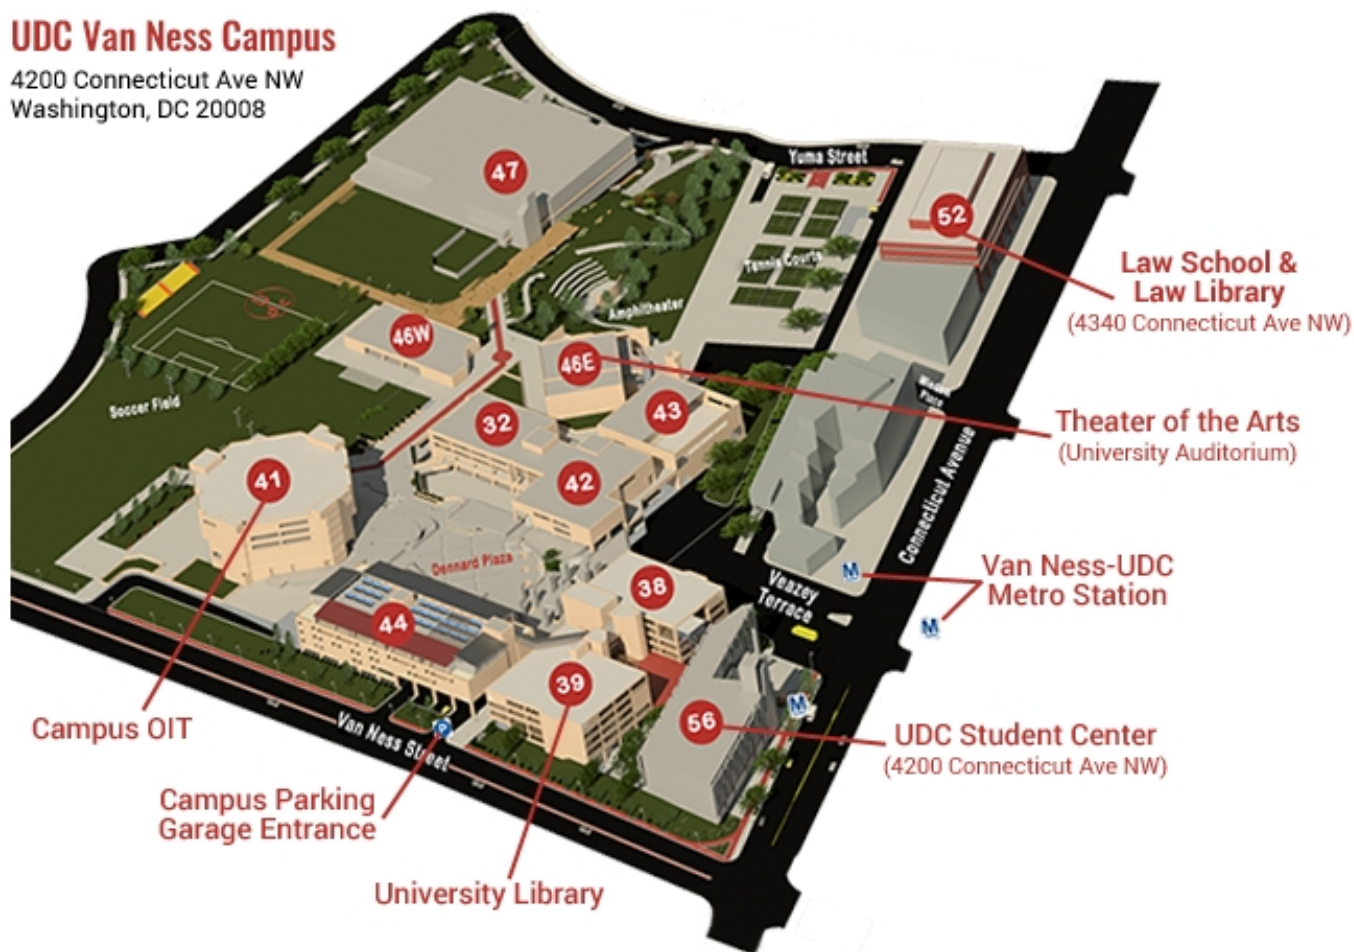 UDC Van Ness Campus
4200 Connecticut Ave NW
Washington, DC 20008
47
Yuma Street
52
Law School &
Law Library
(4340 Connecticut Ave NW)
Tennis Courts
Amphitheater
46W
46E
Soccer Field
32
43
Theater of the Arts
(University Auditorium)
41
42
Connecticut Avenue
Dennard Plaza
38
Veazey
Terrace
M
Van Ness-UDC
Metro Station
M
44
39
56
M
Campus OIT
Van Ness Street
P
UDC Student Center
(4200 Connecticut Ave NW)
Campus Parking
Garage Entrance
University Library